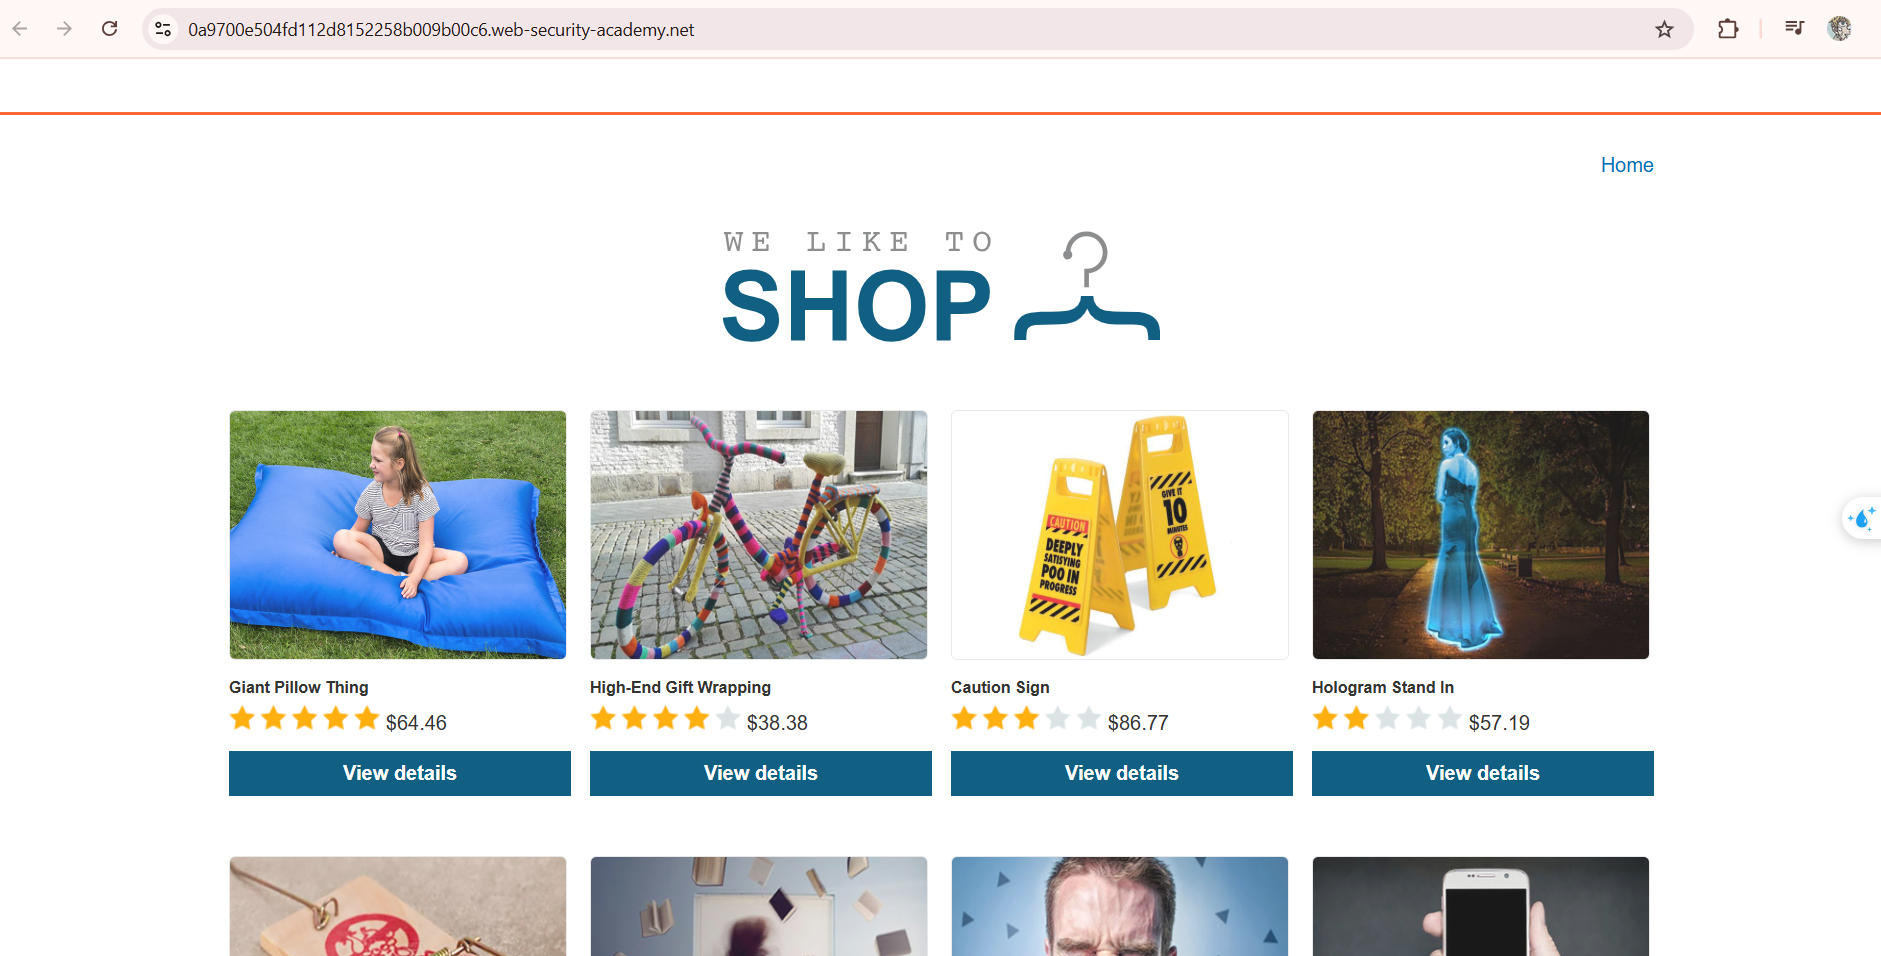 0a9700e504fd112d8152258b009b00c6.web-security-academy.net
Home
WE LIKE TO
SHOP
CAUTION
DEEPLY
SATISFYING
POO IN
PROGRESS
GIVE IT
10
MINUTES
Giant Pillow Thing
$64.46
View details
High-End Gift Wrapping
$38.38
View details
Caution Sign
$86.77
View details
Hologram Stand In
$57.19
View details